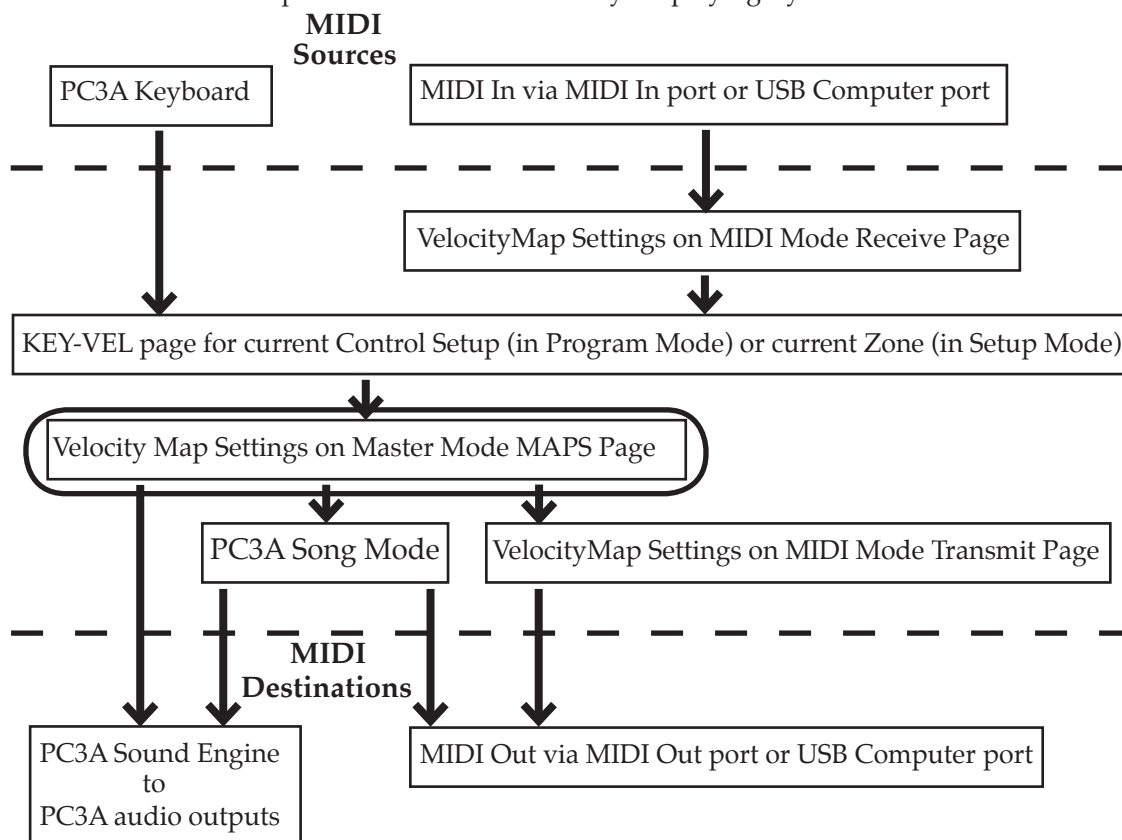 MIDI
Sources
PC3A Keyboard
MIDI In via MIDI In port or USB Computer port
VelocityMap Settings on MIDI Mode Receive Page
KEY-VEL page for current Control Setup (in Program Mode) or current Zone (in Setup Mode)
Velocity Map Settings on Master Mode MAPS Page
PC3A Song Mode
VelocityMap Settings on MIDI Mode Transmit Page
MIDI
Destinations
PC3A Sound Engine
to
PC3A audio outputs
MIDI Out via MIDI Out port or USB Computer port